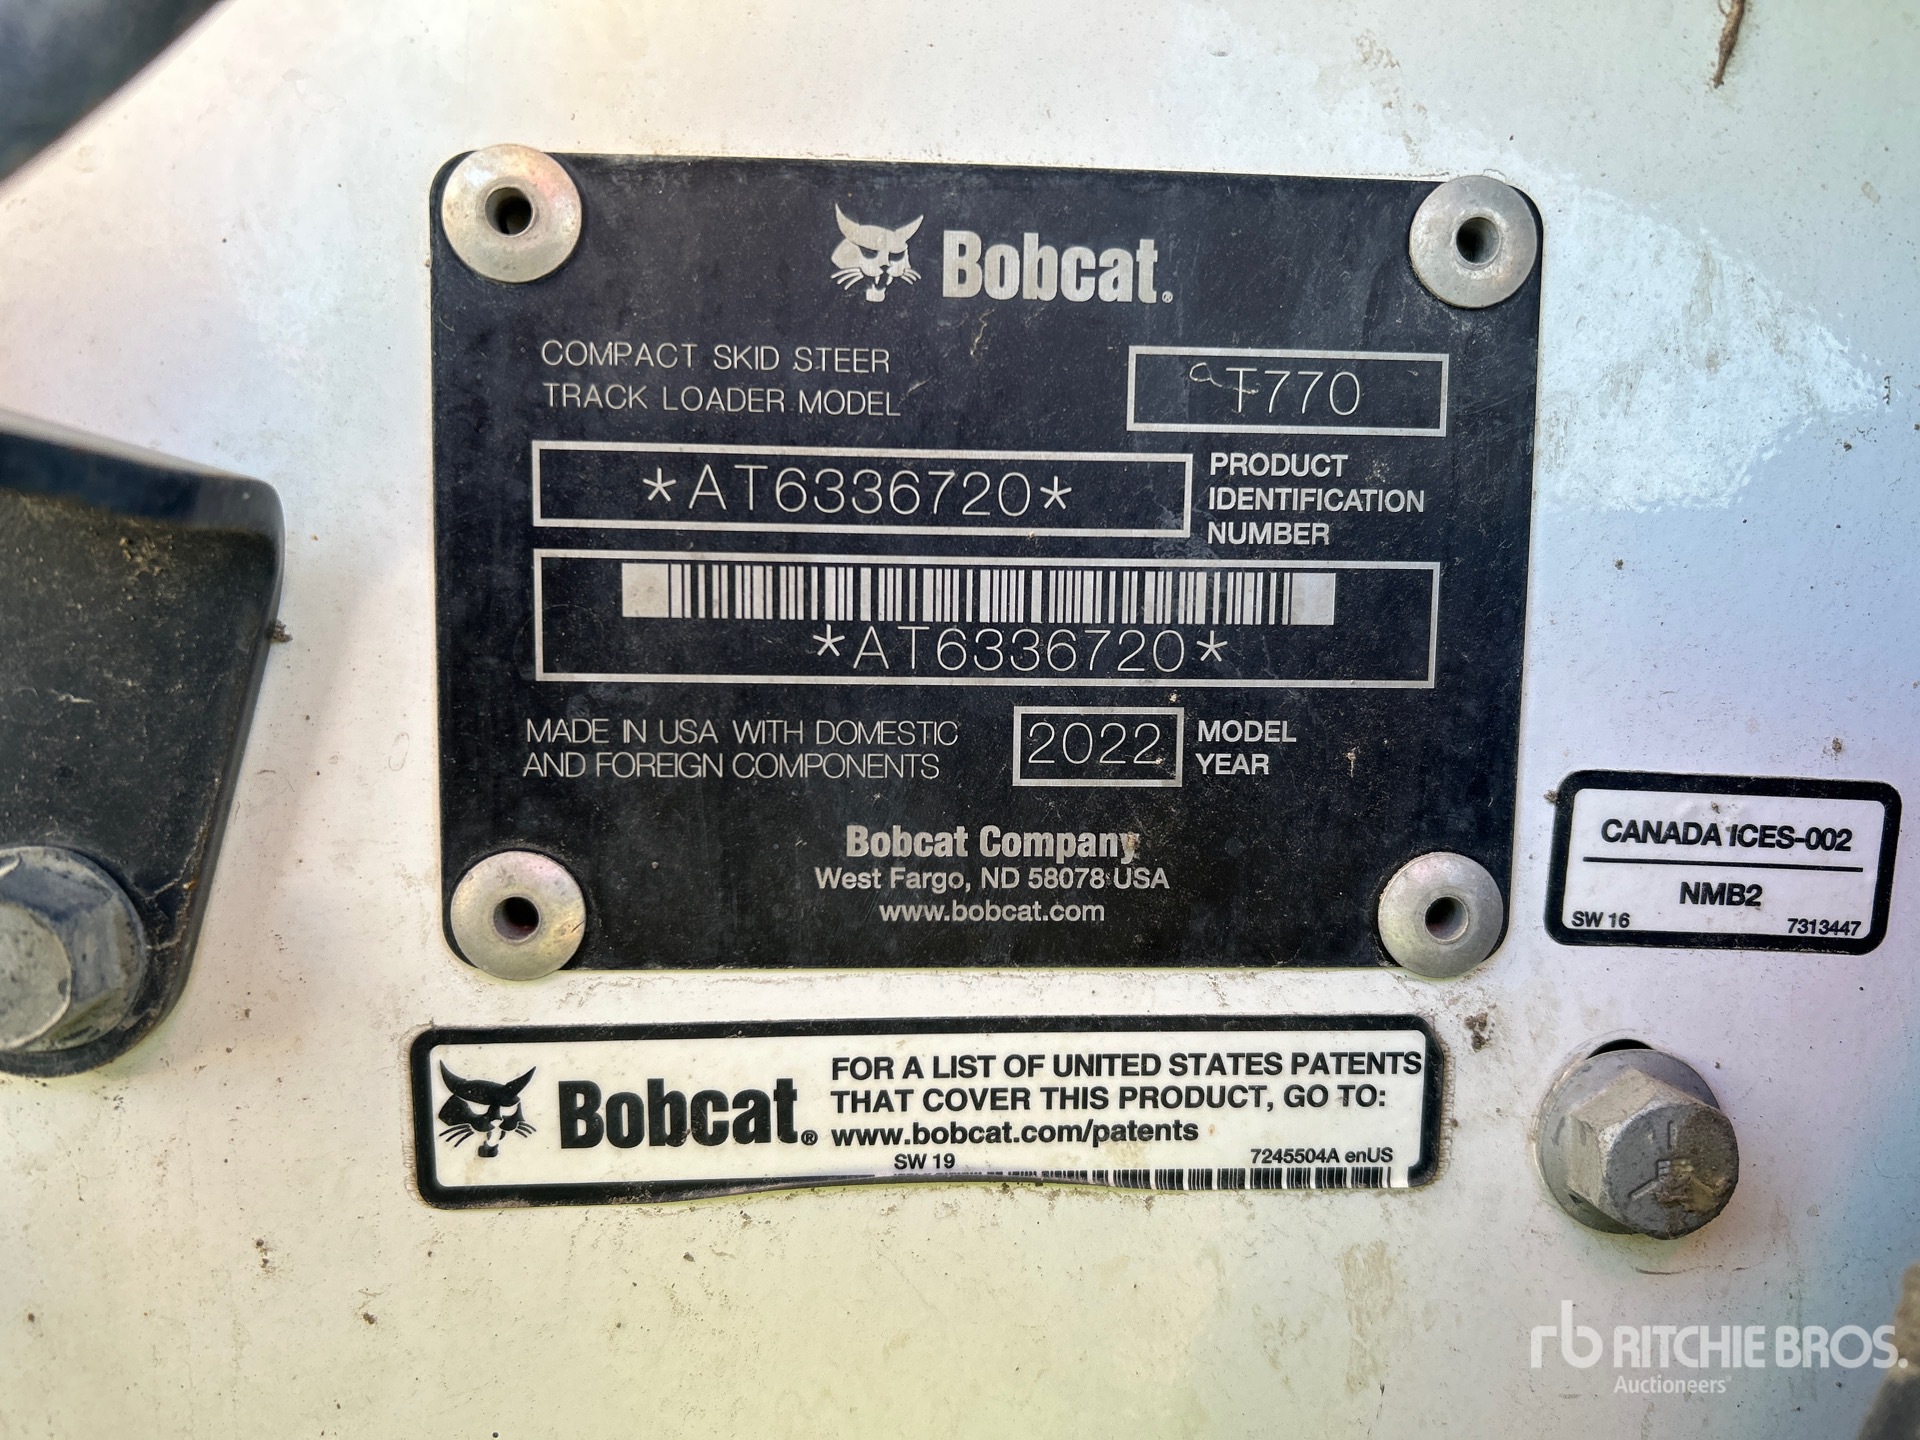 Bobcat®
COMPACT SKID STEER
TRACK LOADER MODEL
T770
*AT6336720*
PRODUCT
IDENTIFICATION
NUMBER
*AT6336720*
MADE IN USA WITH DOMESTIC
AND FOREIGN COMPONENTS
2022
MODEL
YEAR
Bobcat Company
West Fargo, ND 58078 USA
www.bobcat.com
CANADA ICES-002
NMB2
SW 16
7313447
Bobcat®
FOR A LIST OF UNITED STATES PATENTS
THAT COVER THIS PRODUCT, GO TO:
www.bobcat.com/patents
SW 19
7245504A enUS
rb RITCHIE BROS.
Auctioneers